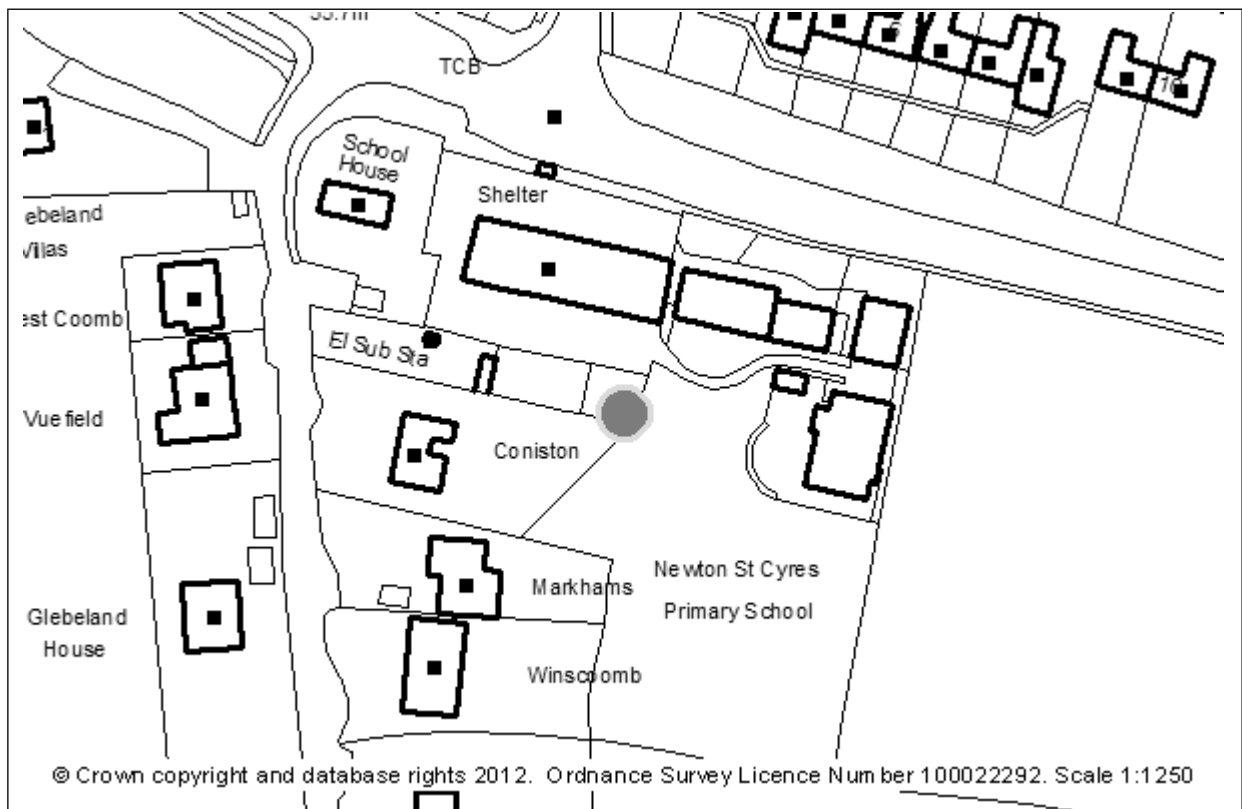 TCB
School
House
Shelter
ebeland
Villas
est Coomb
El Sub Sta
Vuefield
Coniston
Markhams
Newton St Cyres
Primary School
Glebeland
House
Winscoomb
© Crown copyright and database rights 2012. Ordnance Survey Licence Number 100022292. Scale 1:1250